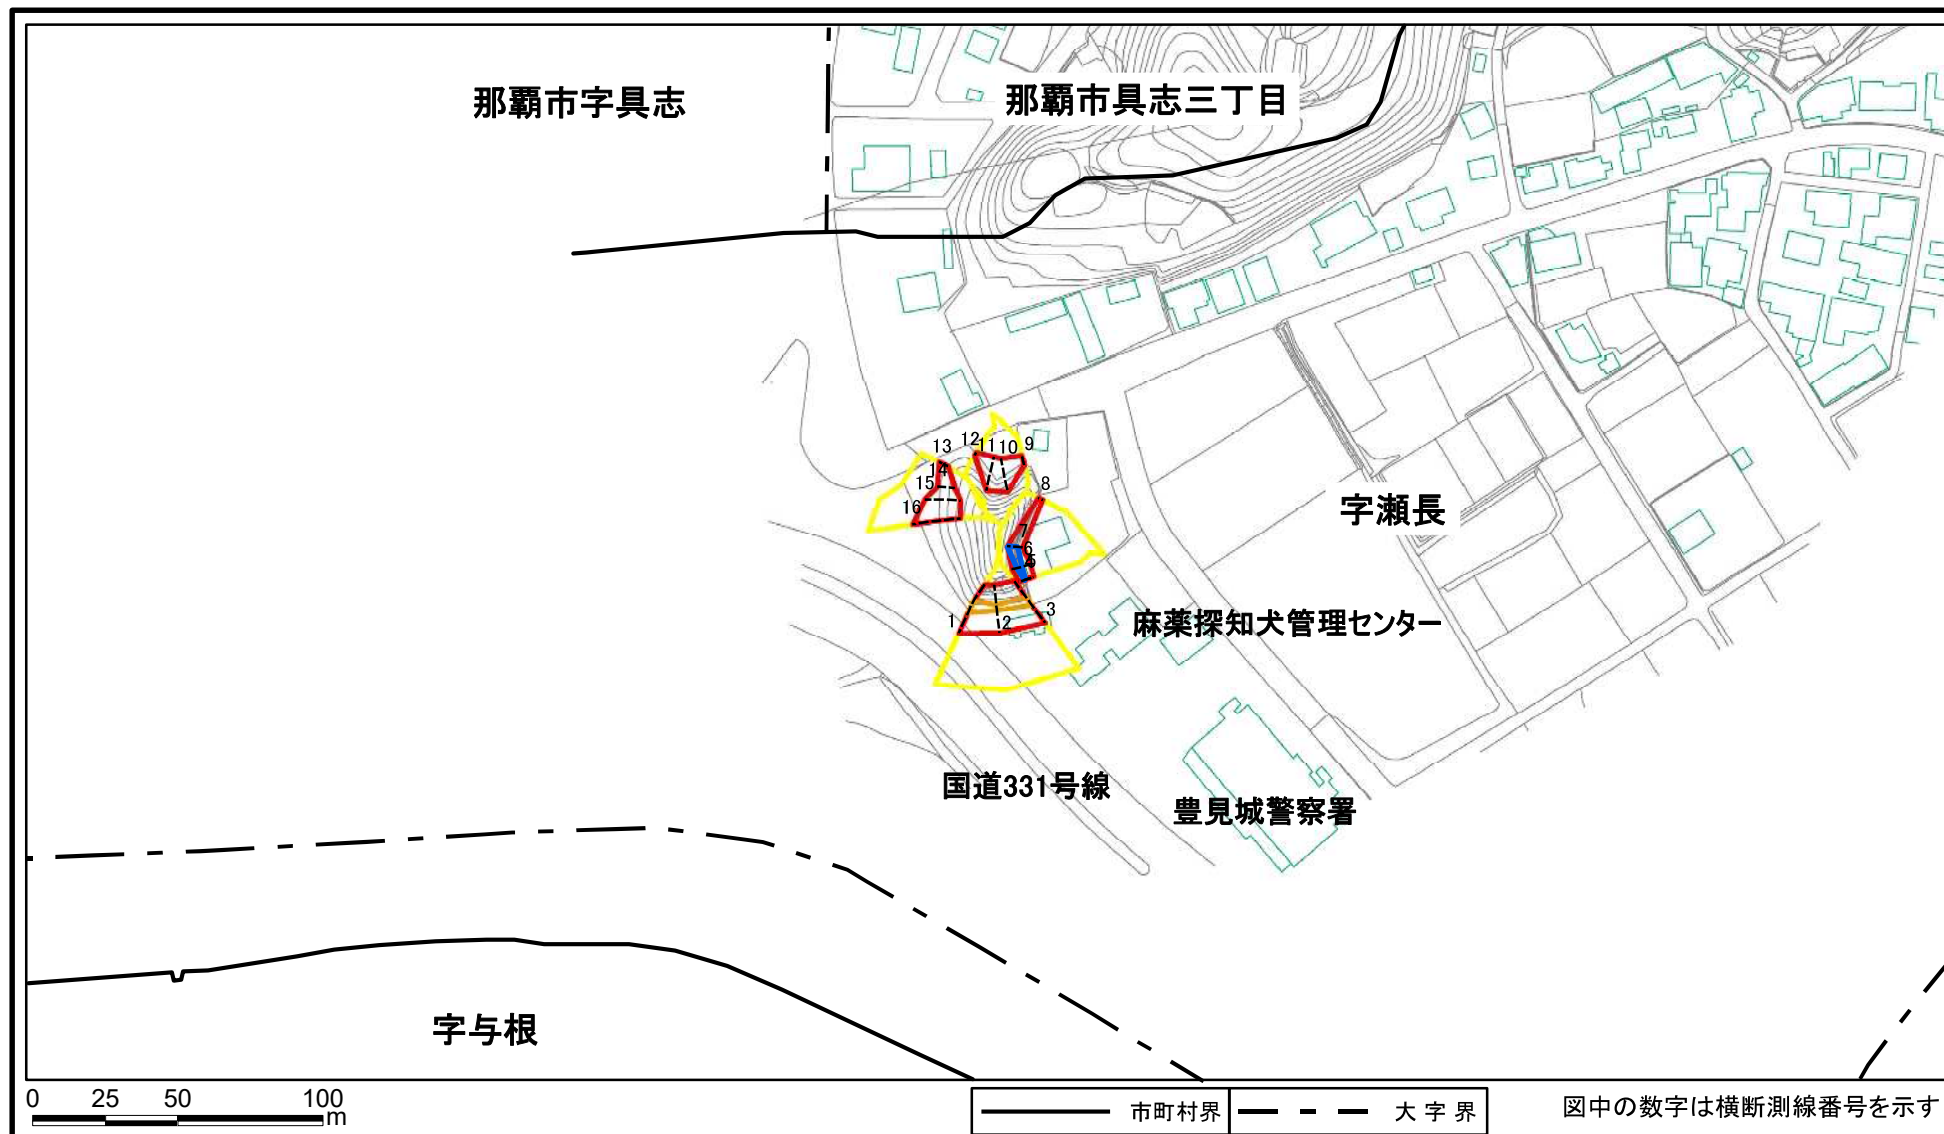 那覇市字具志
那覇市具志三丁目
12 11 10 9
13
14
15
16
8
7
6
5
字瀬長
1
2
3
麻薬探知犬管理センター
国道331号線
豊見城警察署
字与根
0 25 50 100
m
市町村界
大字界
図中の数字は横断測線番号を示す